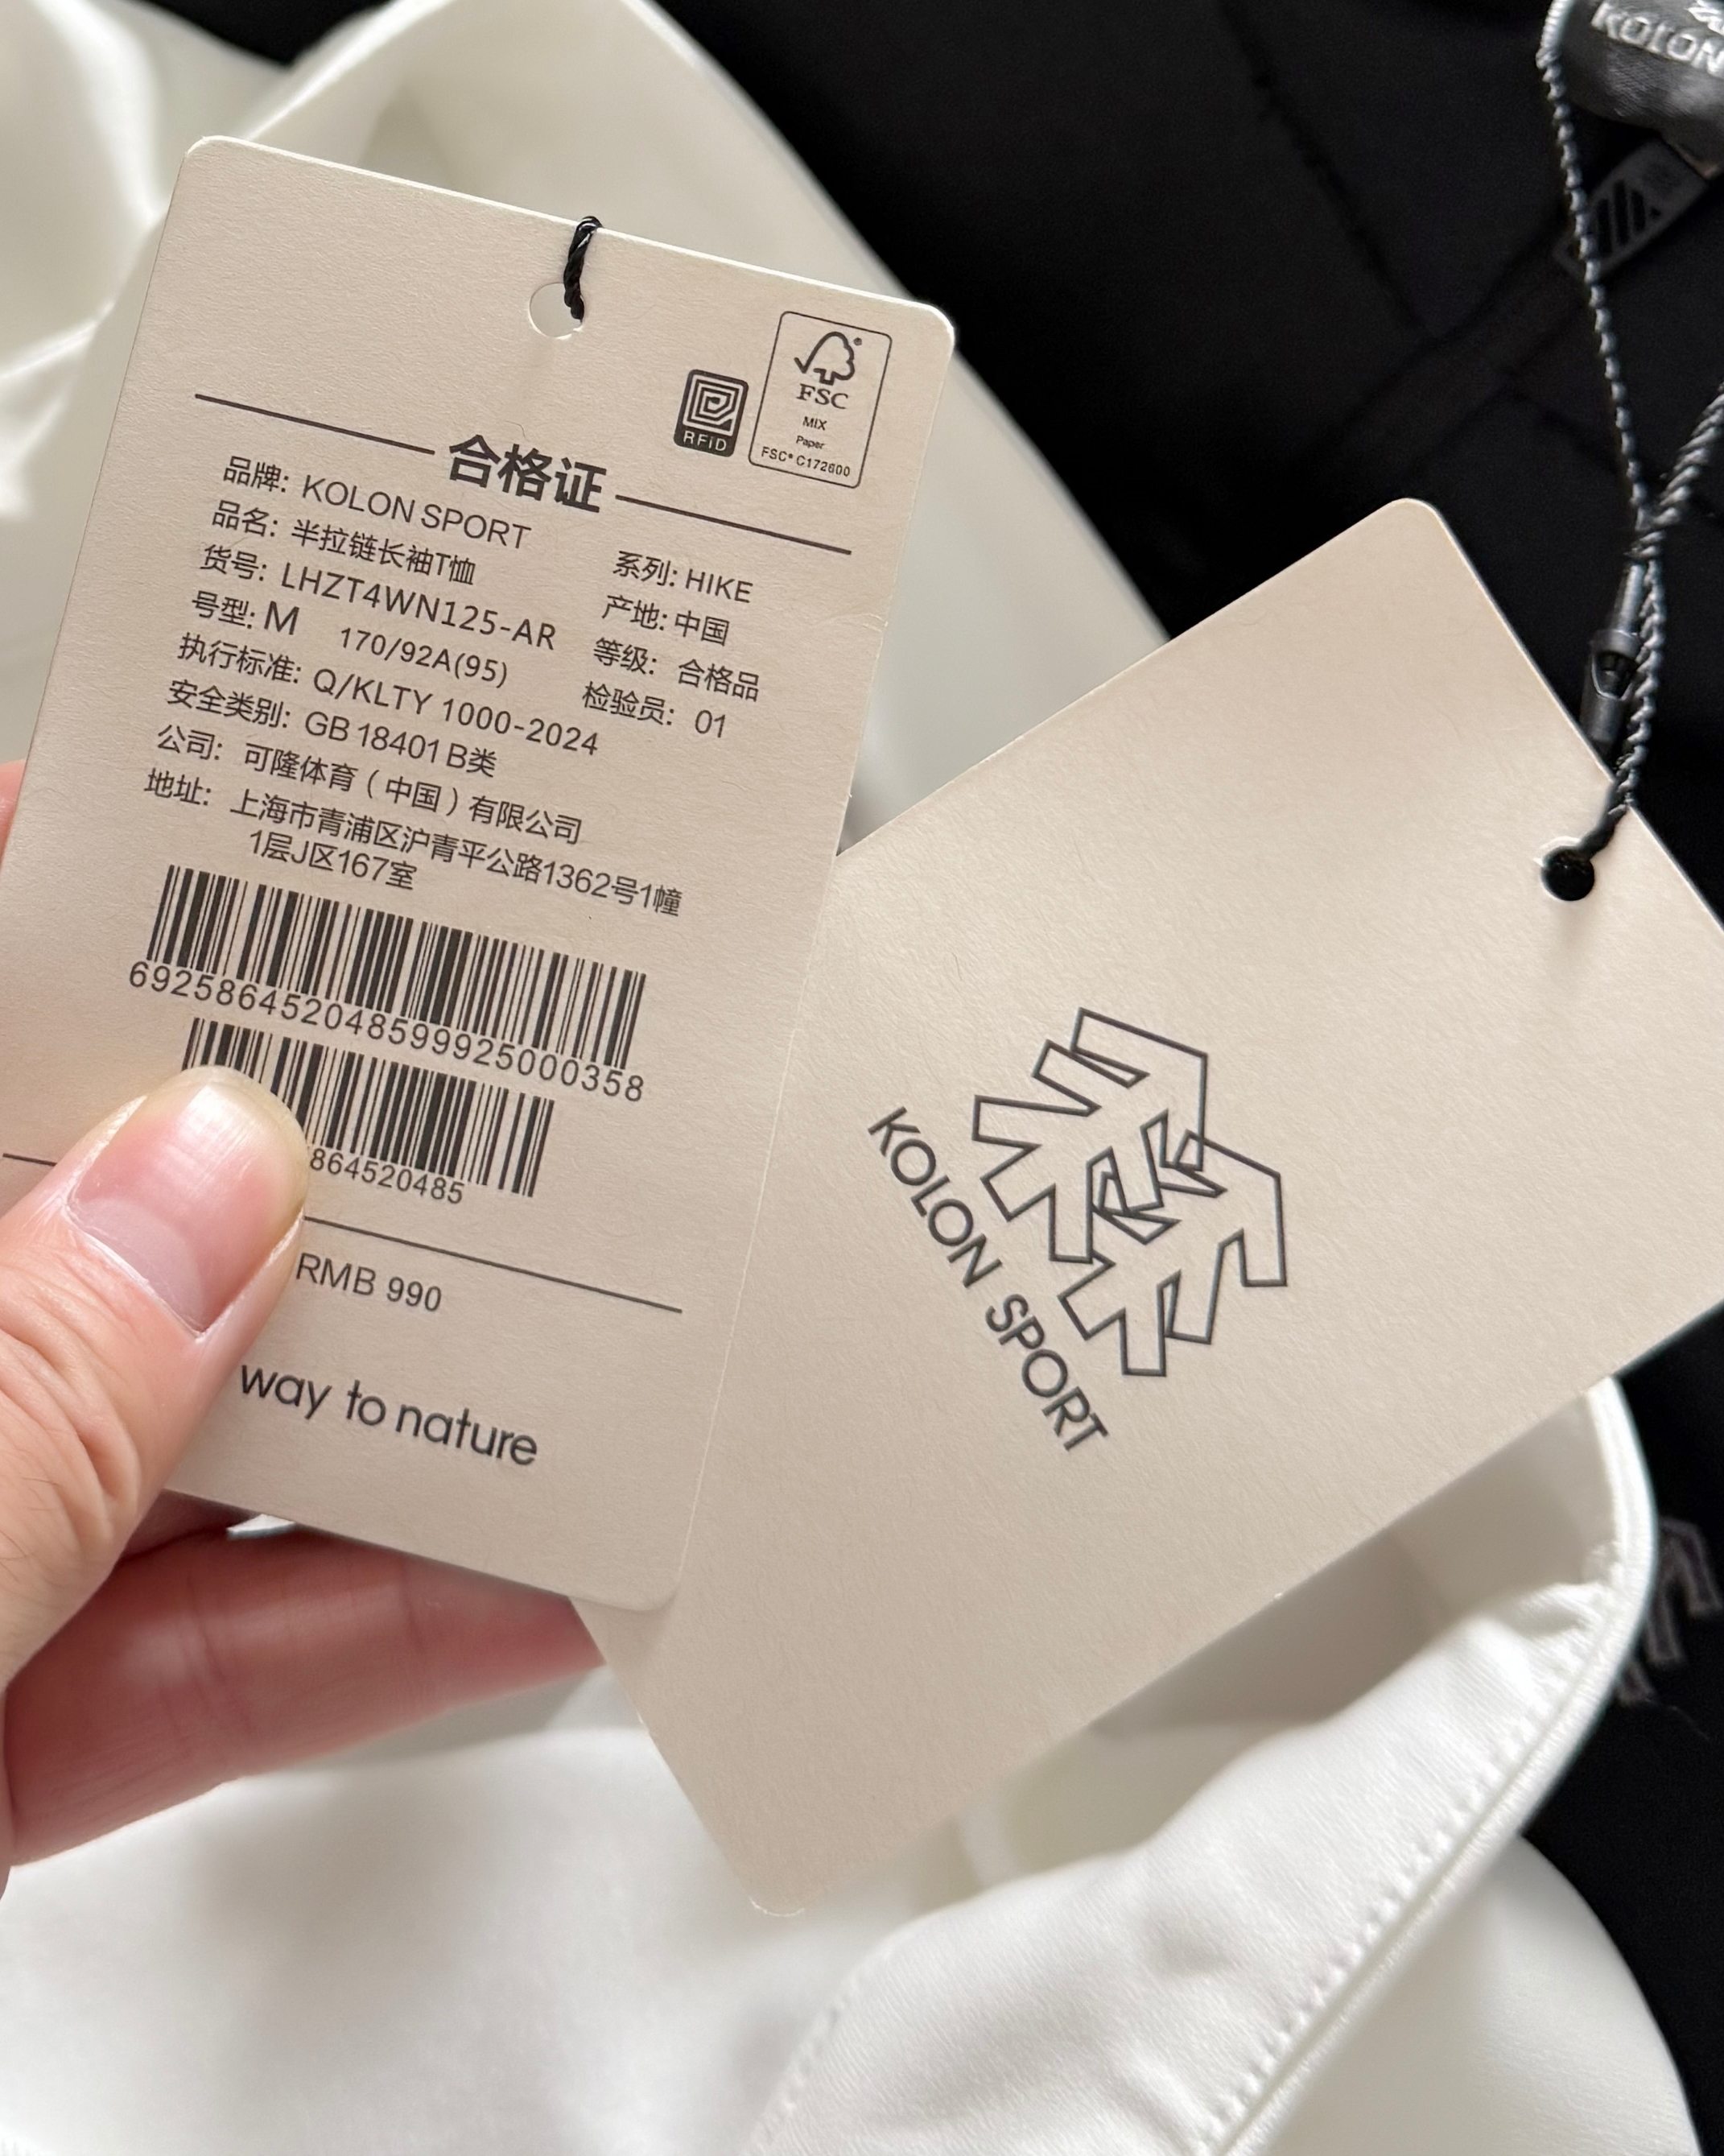 KOLON
RFiD
FSC
MIX
Paper
FSC® C172600
合格证
品牌: KOLON SPORT
品名: 半拉链长袖T恤
系列: HIKE
货号: LHZT4WN125-AR
产地: 中国
号型: M 170/92A(95)
等级: 合格品
执行标准: Q/KLTY 1000-2024
检验员: 01
安全类别: GB 18401 B类
公司: 可隆体育（中国）有限公司
地址: 上海市青浦区沪青平公路1362号1幢
1层J区167室
692586452048599925000358
864520485
RMB 990
way to nature
KOLON SPORT